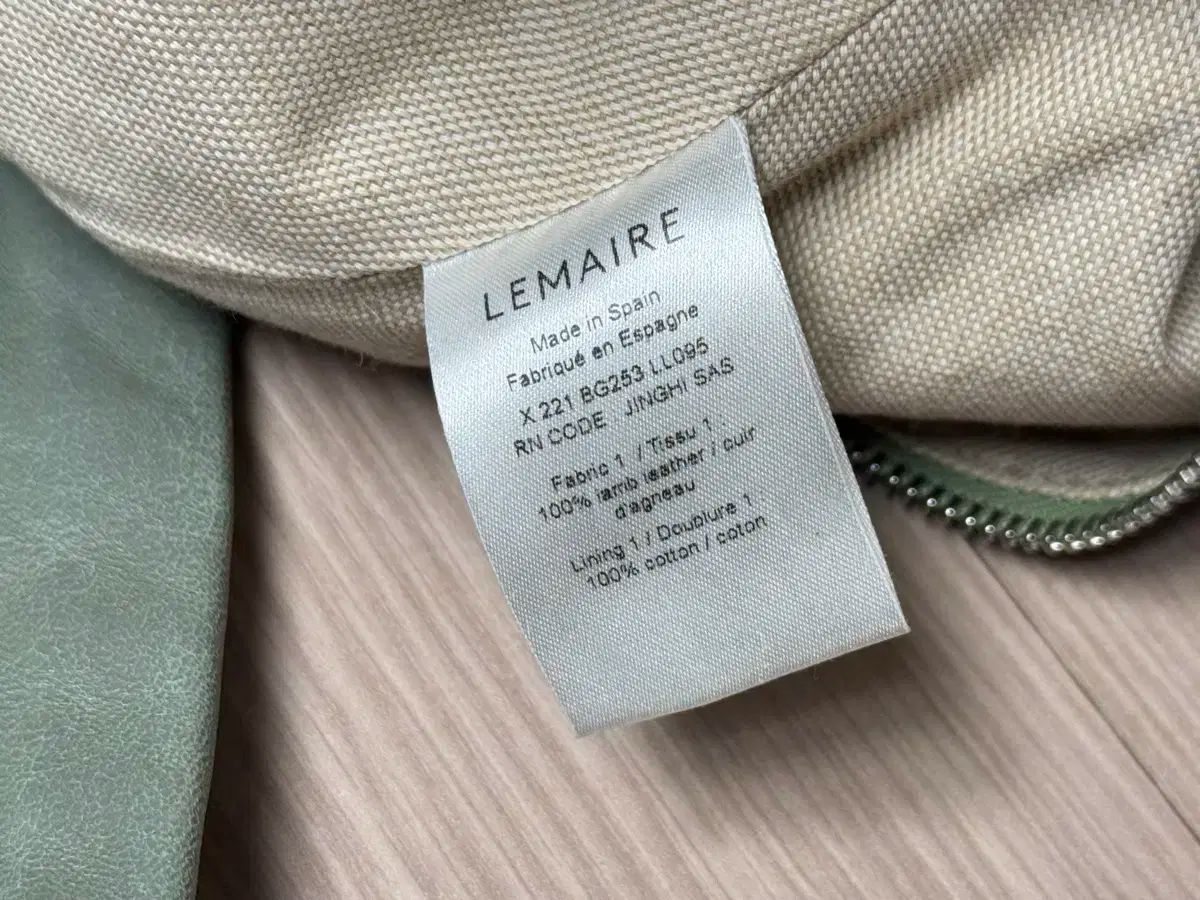 LEMAIRE
Made in Spain
Fabriqué en Espagne
X 221 BG253 LL095
RN CODE JINGHI SAS
Fabric 1 / Tissu 1 :
100% lamb leather / cuir
d'agneau
Lining 1 / Doublure 1 :
100% cotton / coton